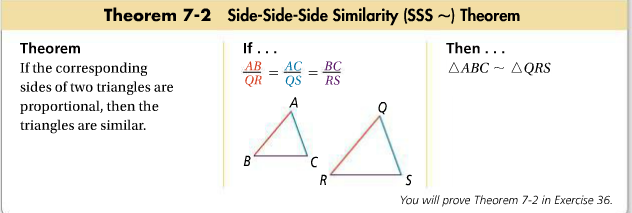 Theorem 7-2 Side-Side-Side Similarity (SSS ~) Theorem
Theorem
If the corresponding
sides of two triangles are
proportional, then the
triangles are similar.
If . . .
AB/QR = AC/QS = BC/RS
A
B
C
Q
R
S
Then . . .
△ABC ~ △QRS
You will prove Theorem 7-2 in Exercise 36.